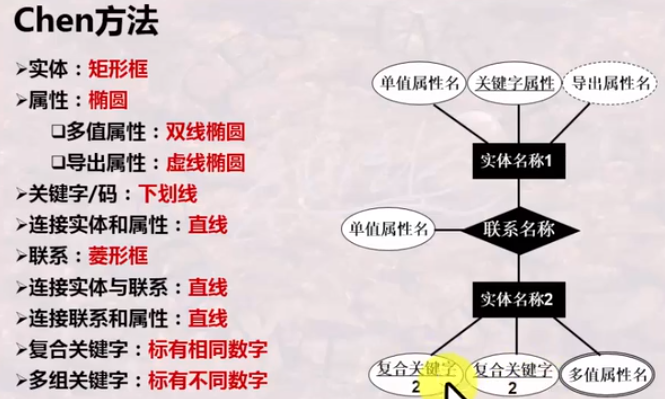 Chen方法
➢实体：矩形框
➢属性：椭圆
❑多值属性：双线椭圆
❑导出属性：虚线椭圆
➢关键字/码：下划线
➢连接实体和属性：直线
➢联系：菱形框
➢连接实体与联系：直线
➢连接联系和属性：直线
➢复合关键字：标有相同数字
➢多组关键字：标有不同数字
单值属性名
关键字属性
导出属性名
实体名称1
单值属性名
联系名称
实体名称2
复合关键字
2
复合关键字
2
多值属性名